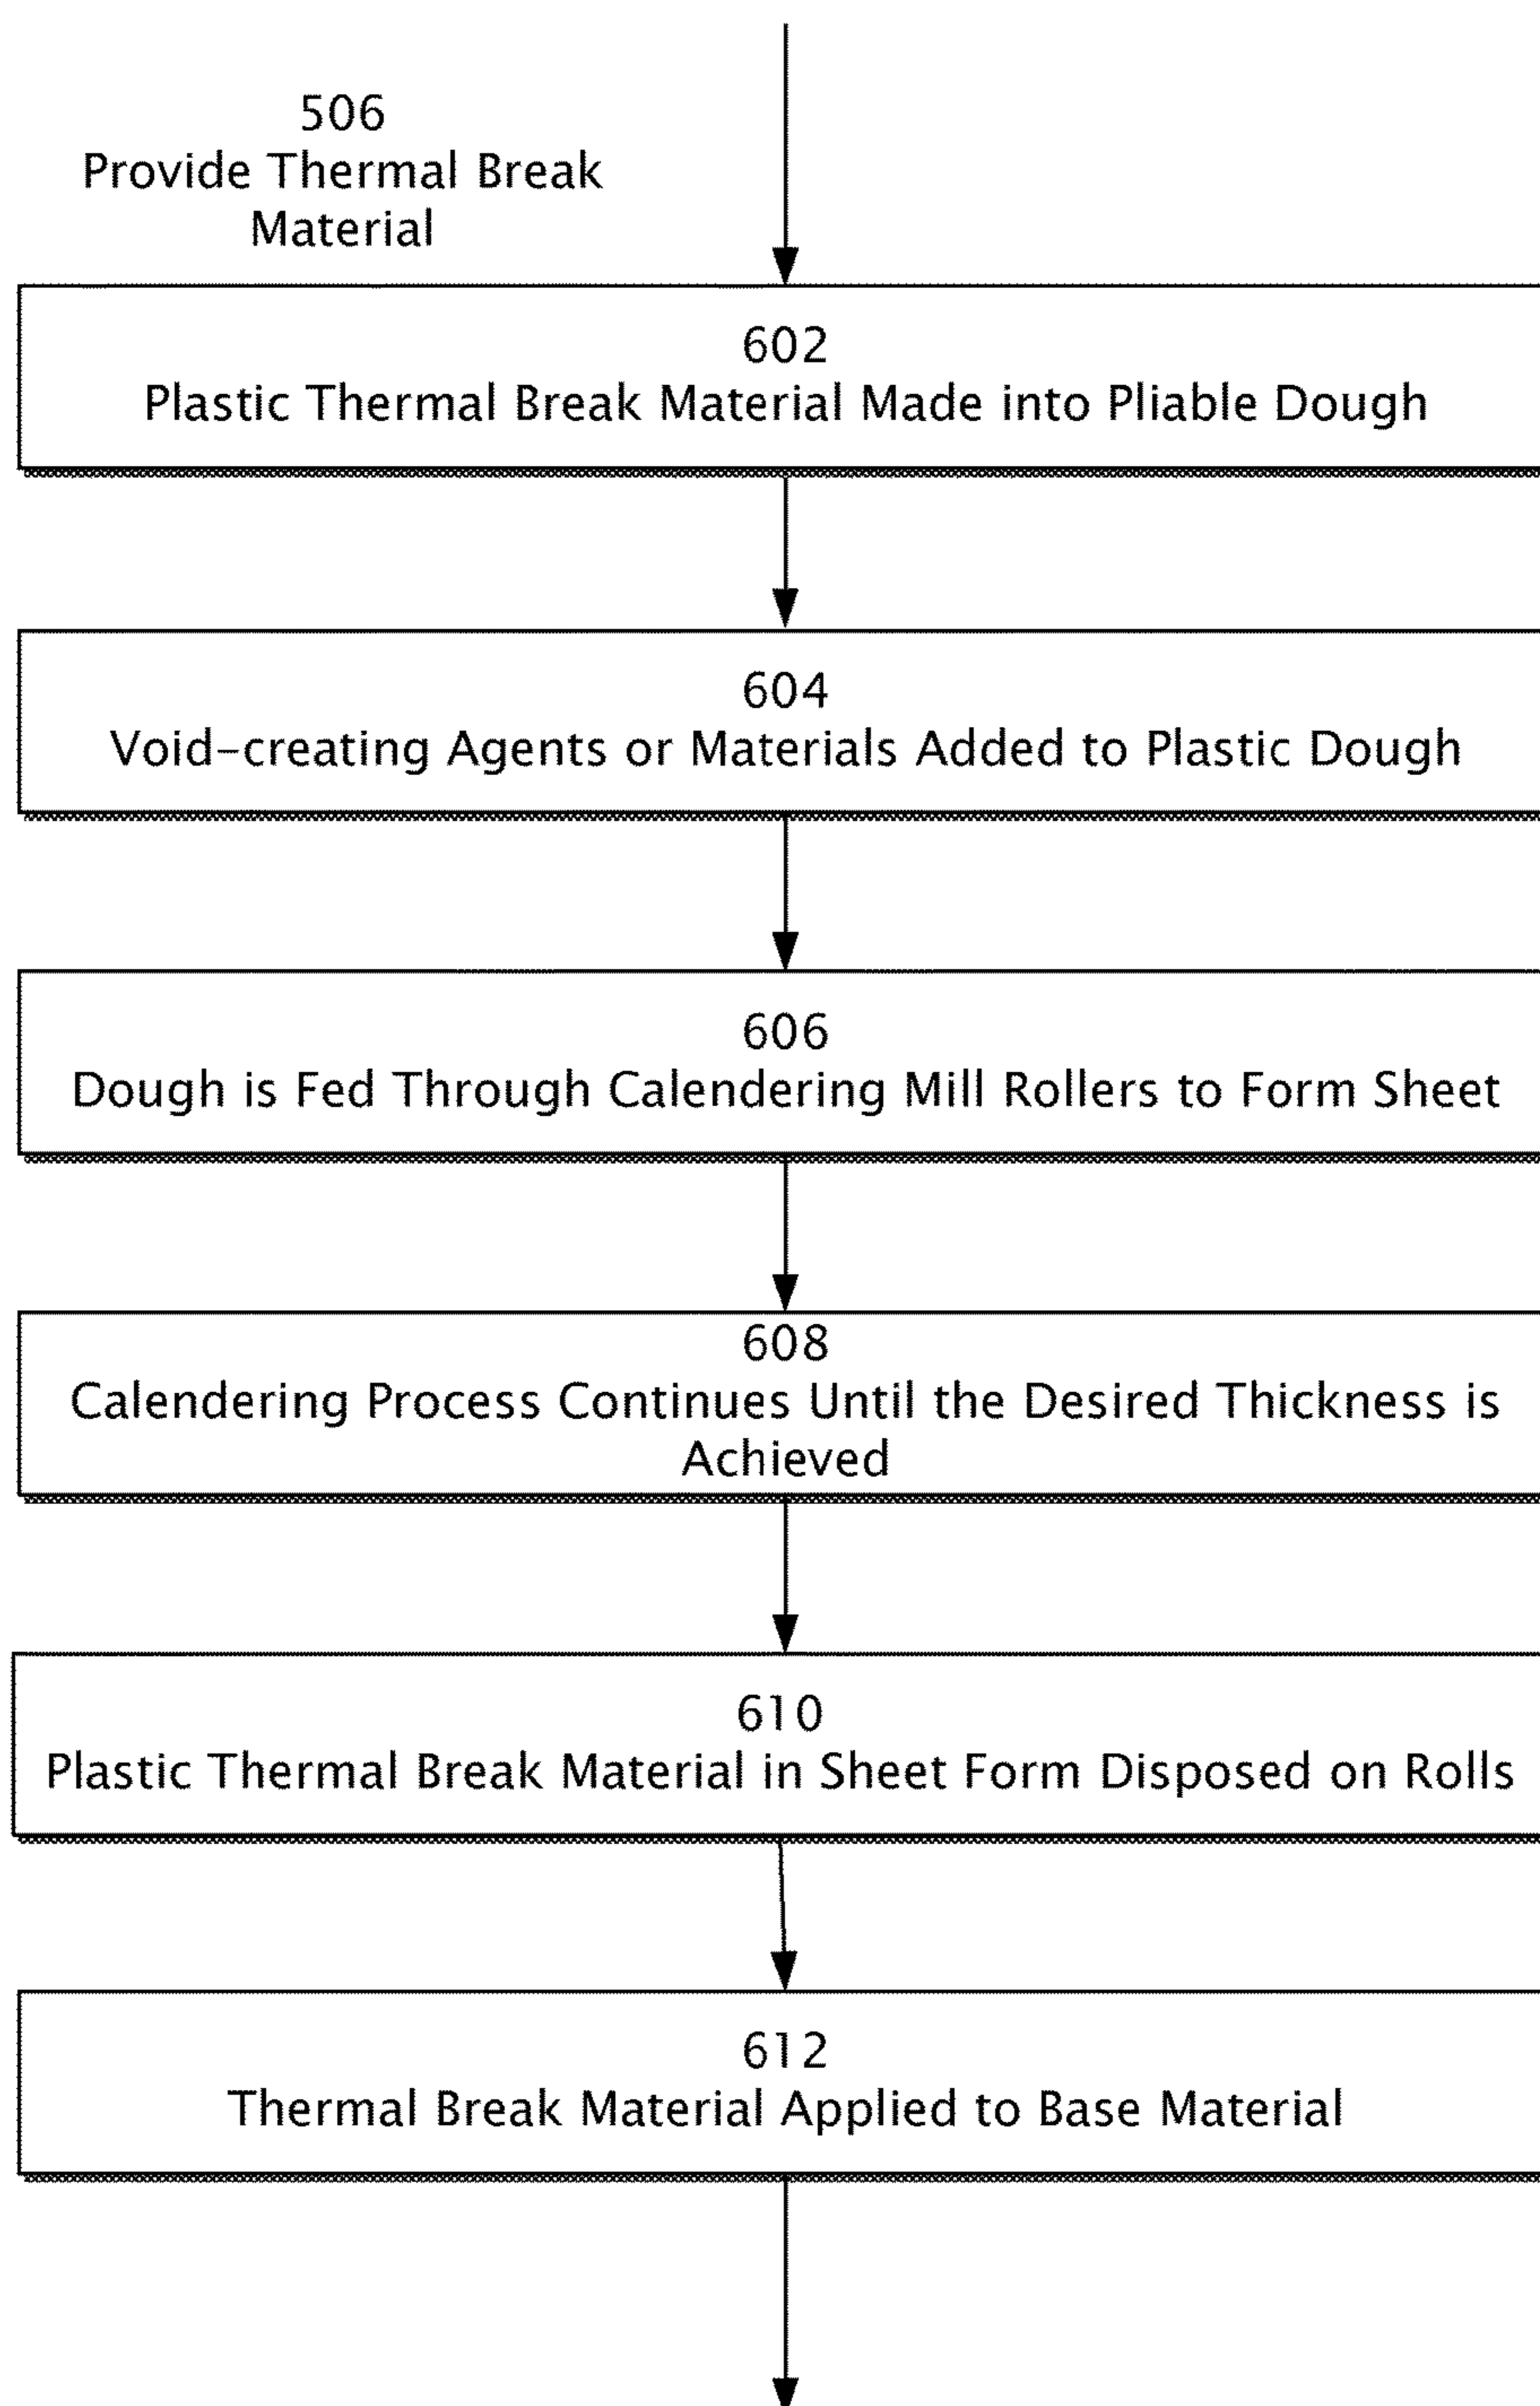 506
Provide Thermal Break
Material
602
Plastic Thermal Break Material Made into Pliable Dough
604
Void-creating Agents or Materials Added to Plastic Dough
606
Dough is Fed Through Calendering Mill Rollers to Form Sheet
608
Calendering Process Continues Until the Desired Thickness is
Achieved
610
Plastic Thermal Break Material in Sheet Form Disposed on Rolls
612
Thermal Break Material Applied to Base Material